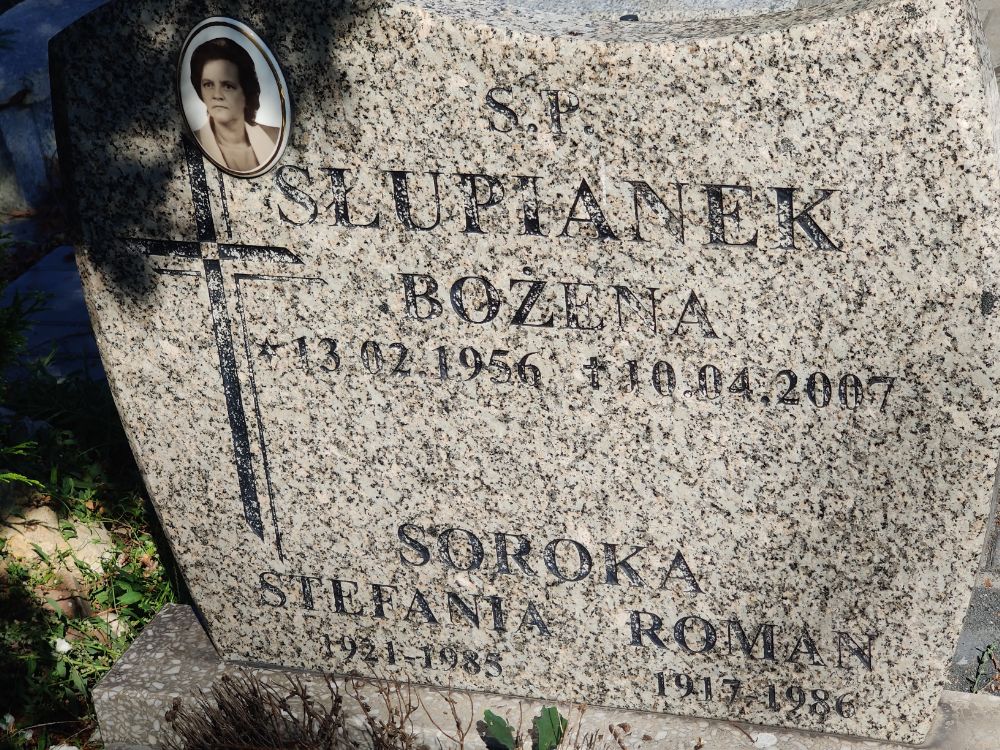 S.P.
SŁUPIANEK
BOŻENA
* 13.02.1956 † 10.04.2007
SOROKA
STEFANIA ROMAN
1921-1985 1917-1986